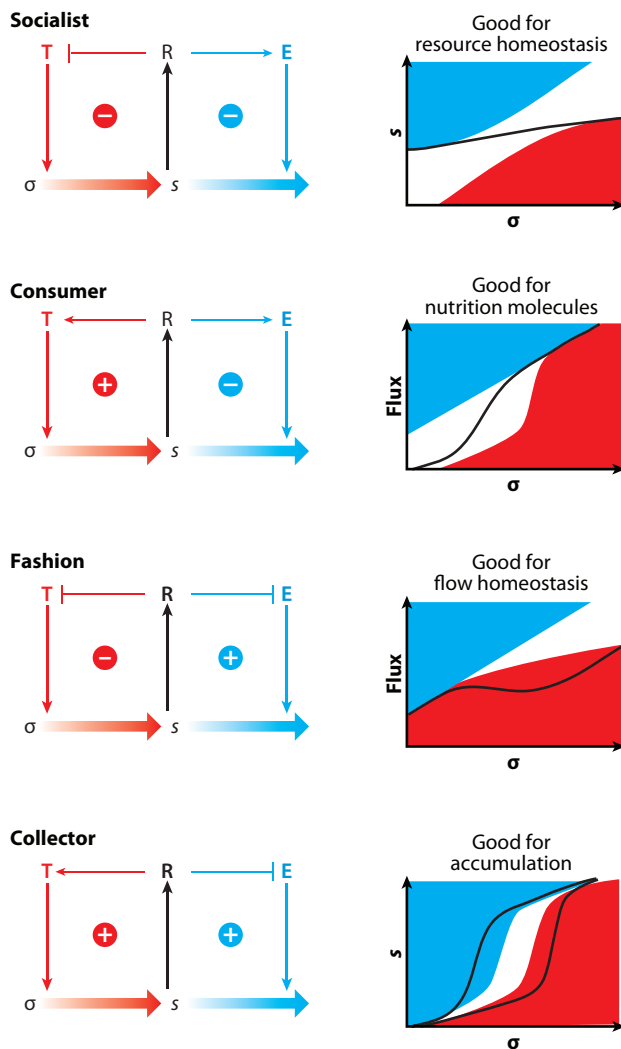 Socialist
T R E
− −
σ s
Good for
resource homeostasis
s
σ
Consumer
T R E
+ −
σ s
Good for
nutrition molecules
Flux
σ
Fashion
T R E
− +
σ s
Good for
flow homeostasis
Flux
σ
Collector
T R E
+ +
σ s
Good for
accumulation
s
σ